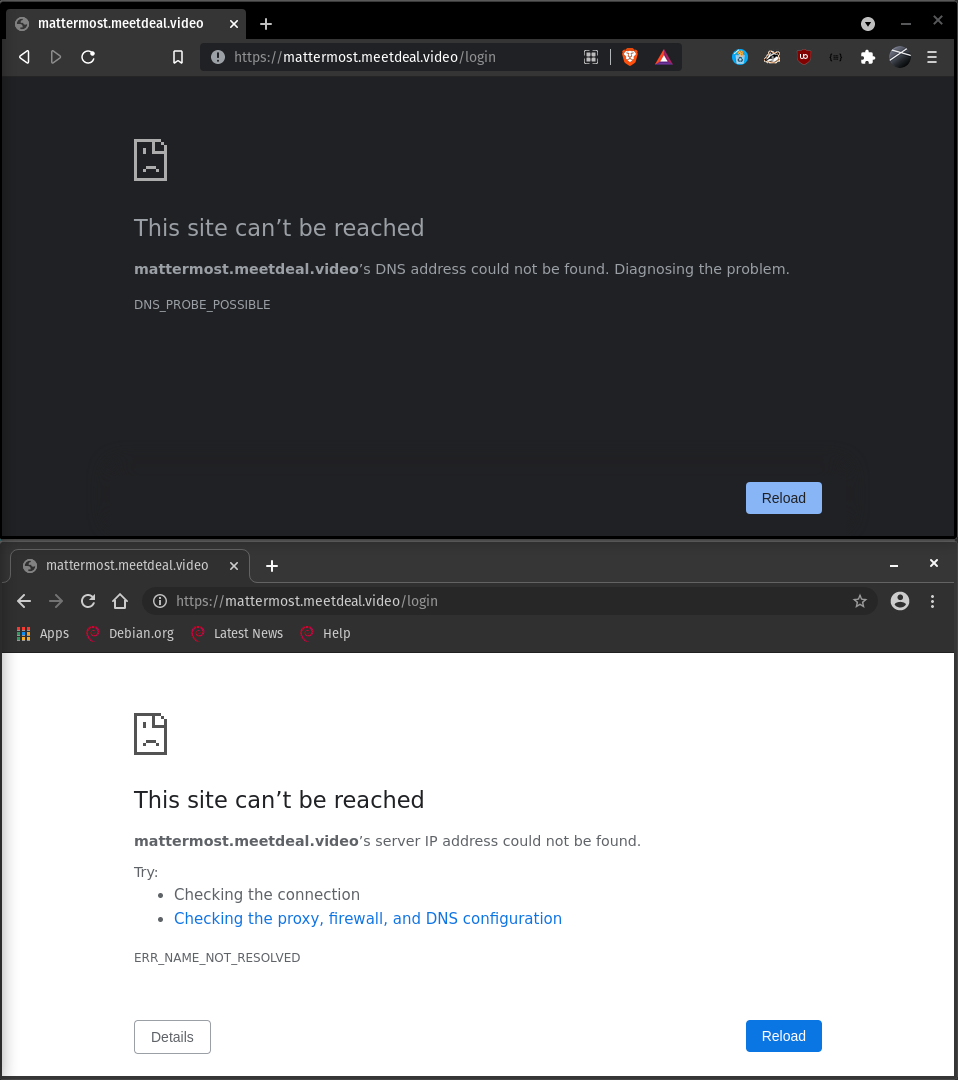 mattermost.meetdeal.video
https://mattermost.meetdeal.video/login
This site can’t be reached
mattermost.meetdeal.video’s DNS address could not be found. Diagnosing the problem.
DNS_PROBE_POSSIBLE
Reload
mattermost.meetdeal.video
https://mattermost.meetdeal.video/login
Apps Debian.org Latest News Help
This site can’t be reached
mattermost.meetdeal.video’s server IP address could not be found.
Try:
• Checking the connection
• Checking the proxy, firewall, and DNS configuration
ERR_NAME_NOT_RESOLVED
Details Reload